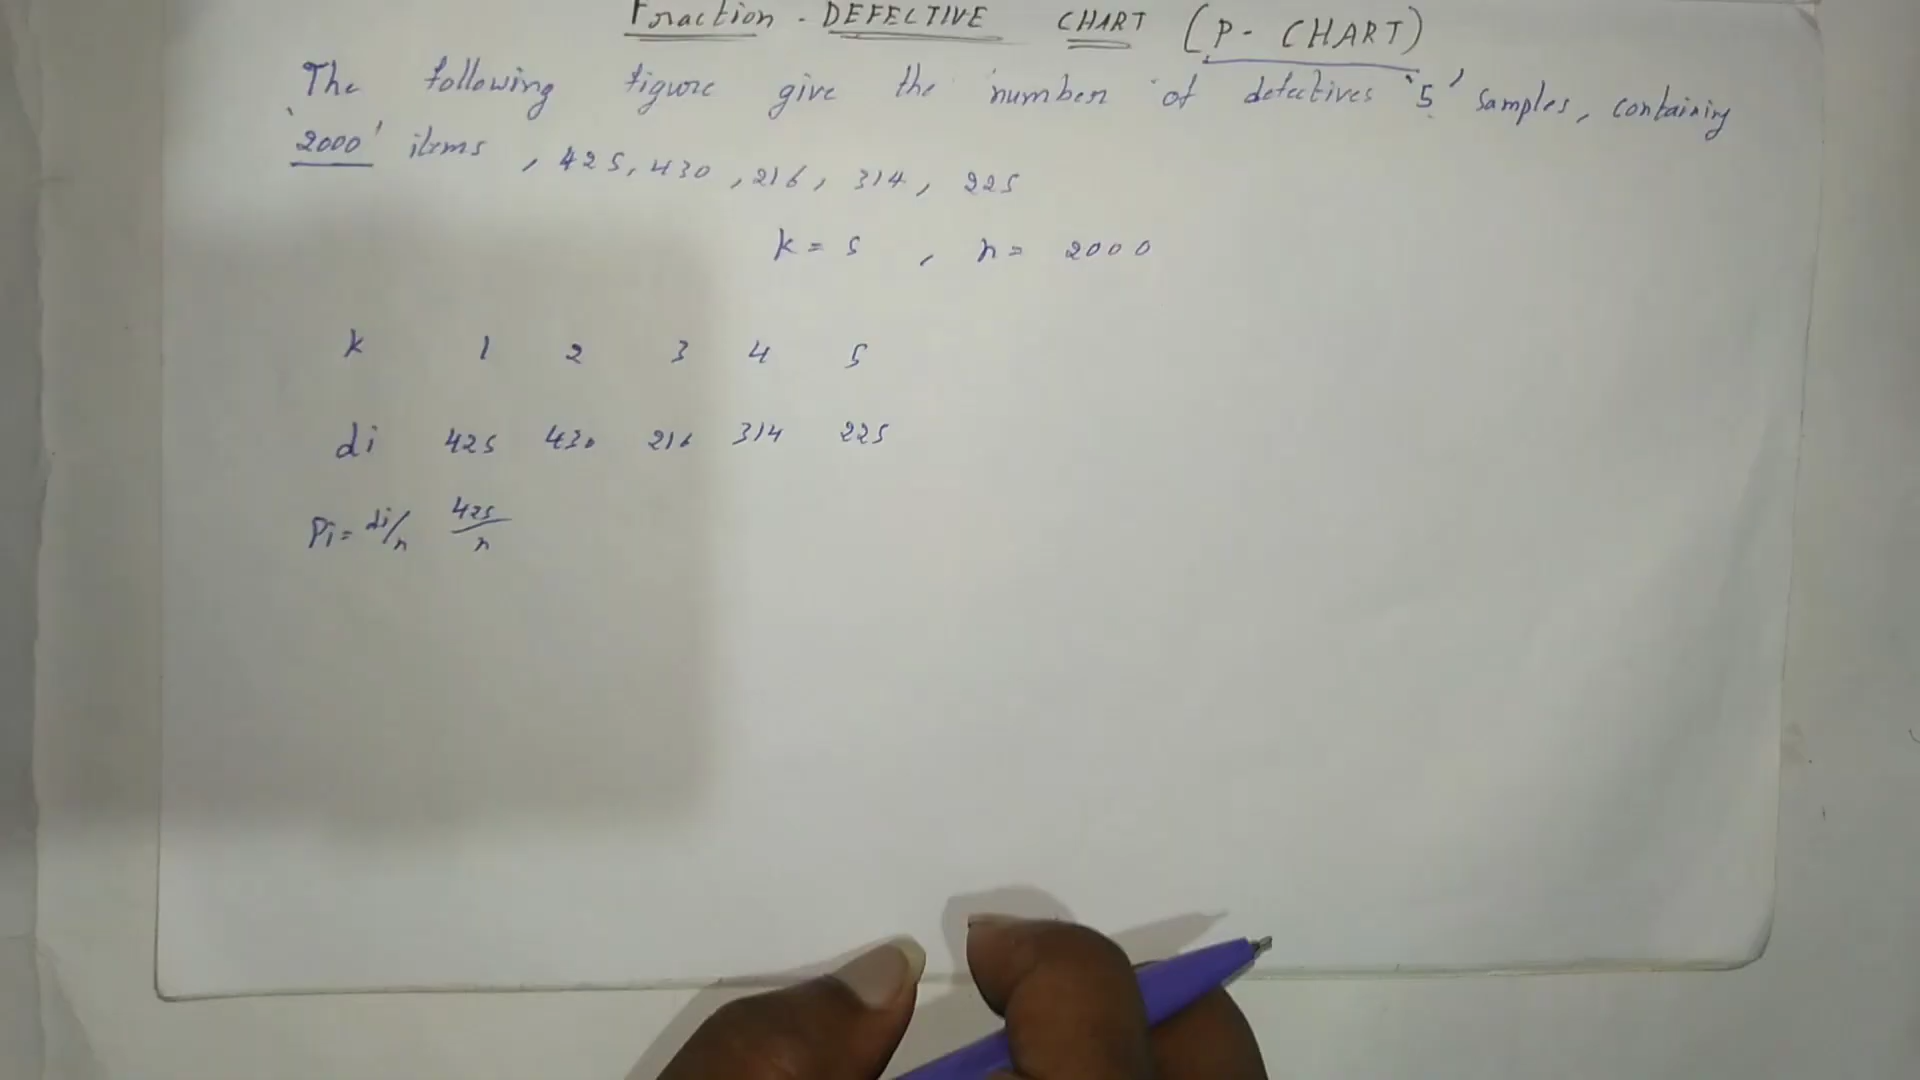 Fraction - DEFECTIVE CHART (P- CHART)
The following figure give the number of defectives '5' samples, containing
'2000' items, 425, 430, 216, 314, 225
k = 5, n = 2000
k 1 2 3 4 5
di 425 430 216 314 225
Pi = di/n 425/n